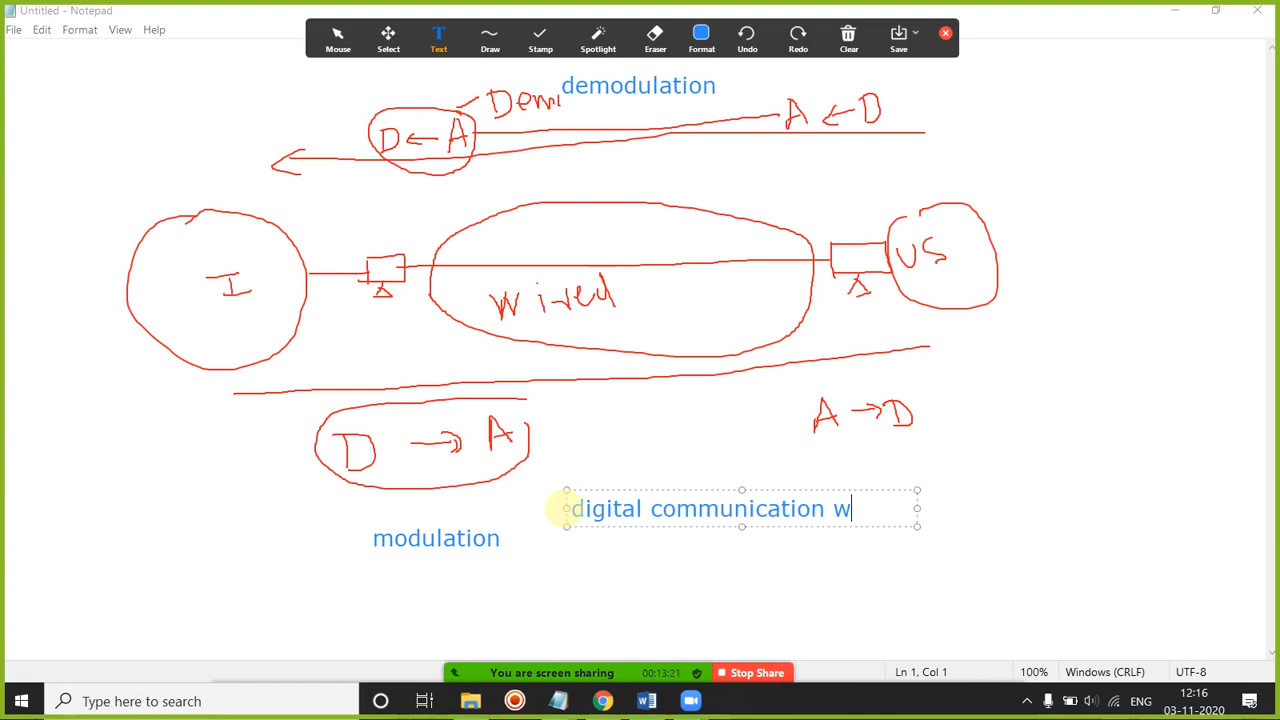 Untitled - Notepad
File Edit Format View Help
Mouse Select Text Draw Stamp Spotlight Eraser Format Undo Redo Clear Save
demodulation
Demi
D ← A
A ← D
I
wired
US
D → A
A → D
digital communication w
modulation
You are screen sharing 00:13:21 Stop Share
Ln 1, Col 1 100% Windows (CRLF) UTF-8
Type here to search
ENG
12:16
03-11-2020